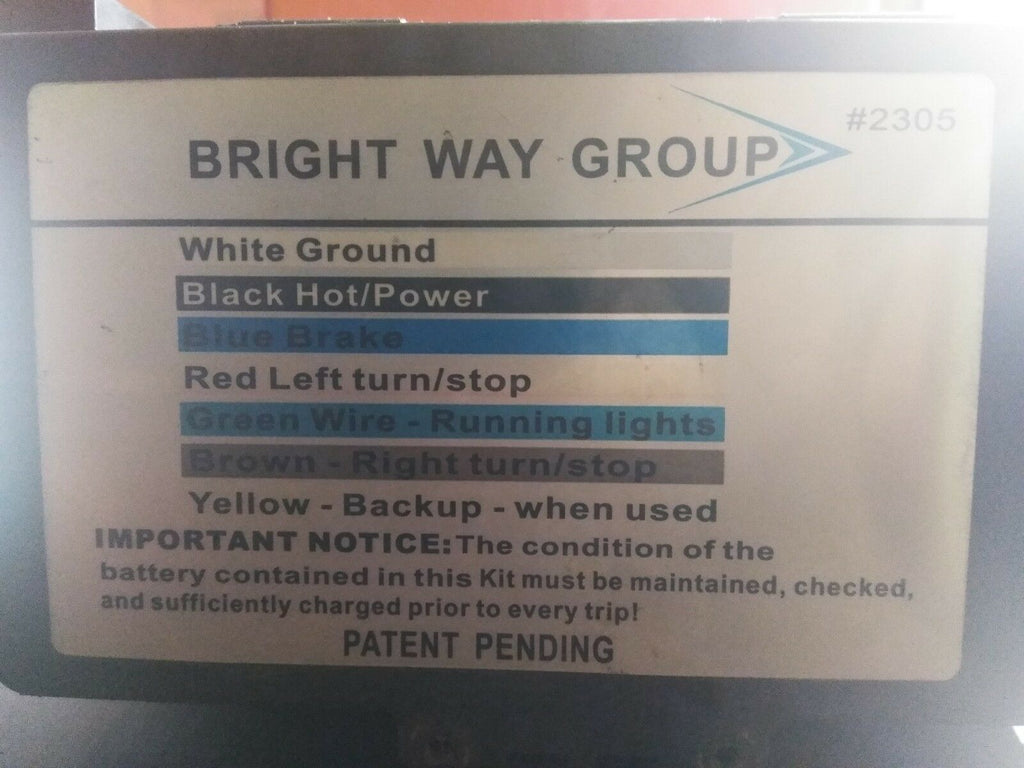 #2305
BRIGHT WAY GROUP
White Ground
Black Hot/Power
Blue Brake
Red Left turn/stop
Green Wire - Running lights
Brown - Right turn/stop
Yellow - Backup - when used
IMPORTANT NOTICE: The condition of the
battery contained in this Kit must be maintained, checked,
and sufficiently charged prior to every trip!
PATENT PENDING